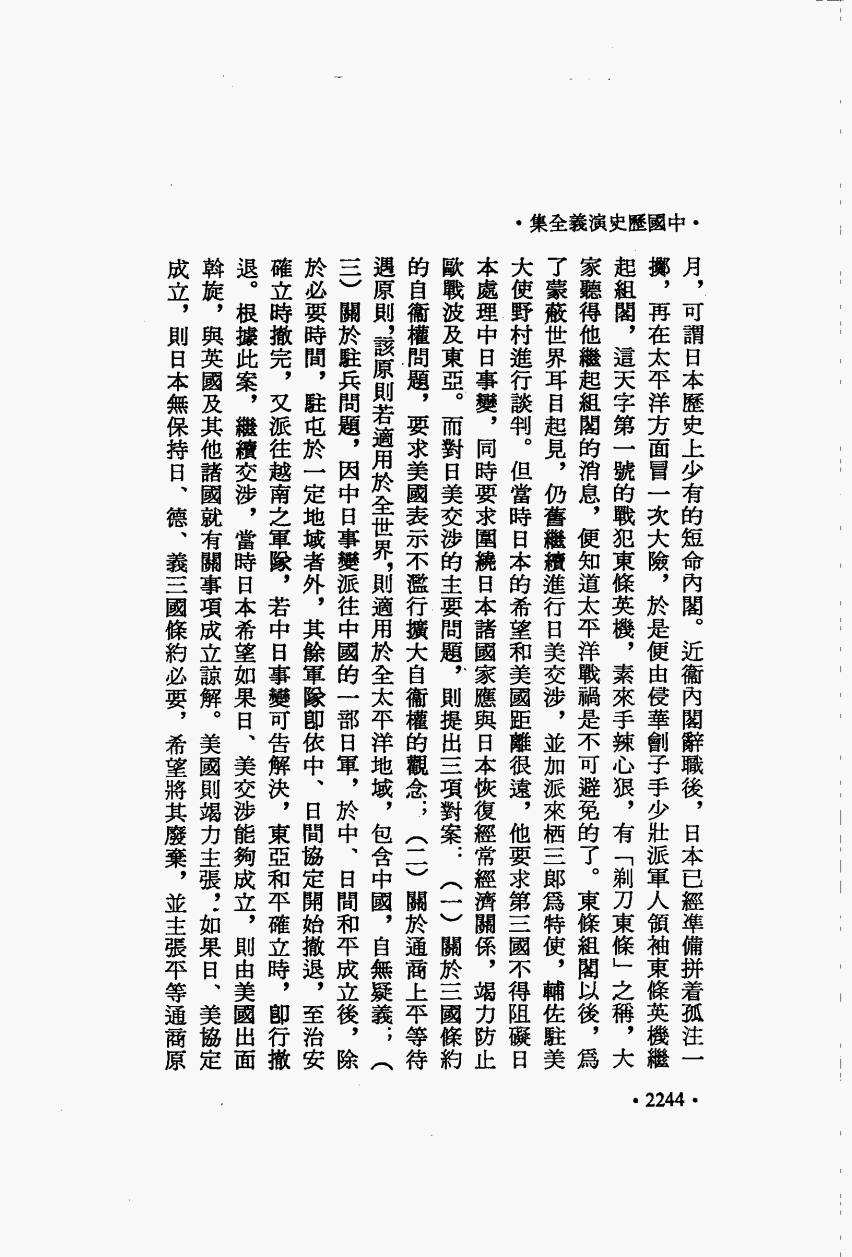 •中國歷史演義全集•
月，可謂日本歷史上少有的短命內閣。近衞內閣辭職後，日本已經準備拼着孤注一
擲，再在太平洋方面冒一次大險，於是便由侵華劊子手少壯派軍人領袖東條英機繼
起組閣，這天字第一號的戰犯東條英機，素來手辣心狠，有「剃刀東條」之稱，大
家聽得他繼起組閣的消息，便知道太平洋戰禍是不可避免的了。東條組閣以後，爲
了蒙蔽世界耳目起見，仍舊繼續進行日美交涉，並加派來栖三郎爲特使，輔佐駐美
大使野村進行談判。但當時日本的希望和美國距離很遠，他要求第三國不得阻礙日
本處理中日事變，同時要求圍繞日本諸國家應與日本恢復經常經濟關係，竭力防止
歐戰波及東亞。而對日美交涉的主要問題，則提出三項對案：（一）關於三國條約
的自衞權問題，要求美國表示不濫行擴大自衞權的觀念；（二）關於通商上平等待
遇原則，該原則若適用於全世界，則適用於全太平洋地域，包含中國，自無疑義；（
三）關於駐兵問題，因中日事變派往中國的一部日軍，於中、日間和平成立後，除
於必要時間，駐屯於一定地域者外，其餘軍隊卽依中、日間協定開始撤退，至治安
確立時撤完，又派往越南之軍隊，若中日事變可告解決，東亞和平確立時，卽行撤
退。根據此案，繼續交涉，當時日本希望如果日、美交涉能夠成立，則由美國出面
斡旋，與英國及其他諸國就有關事項成立諒解。美國則竭力主張，如果日、美協定
成立，則日本無保持日、德、義三國條約必要，希望將其廢棄，並主張平等通商原
•2244•